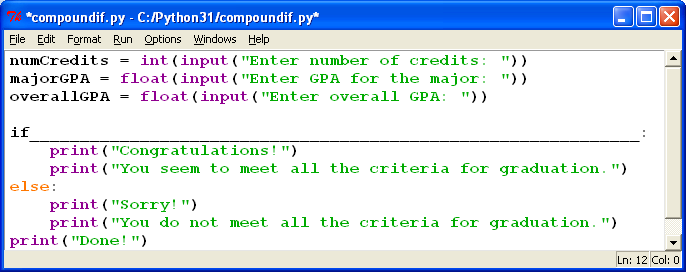 *compoundif.py - C:/Python31/compoundif.py*
File Edit Format Run Options Windows Help
numCredits = int(input("Enter number of credits: "))
majorGPA = float(input("Enter GPA for the major: "))
overallGPA = float(input("Enter overall GPA: "))
if_____________________________________________________________:
    print("Congratulations!")
    print("You seem to meet all the criteria for graduation.")
else:
    print("Sorry!")
    print("You do not meet all the criteria for graduation.")
print("Done!")
Ln: 12 Col: 0